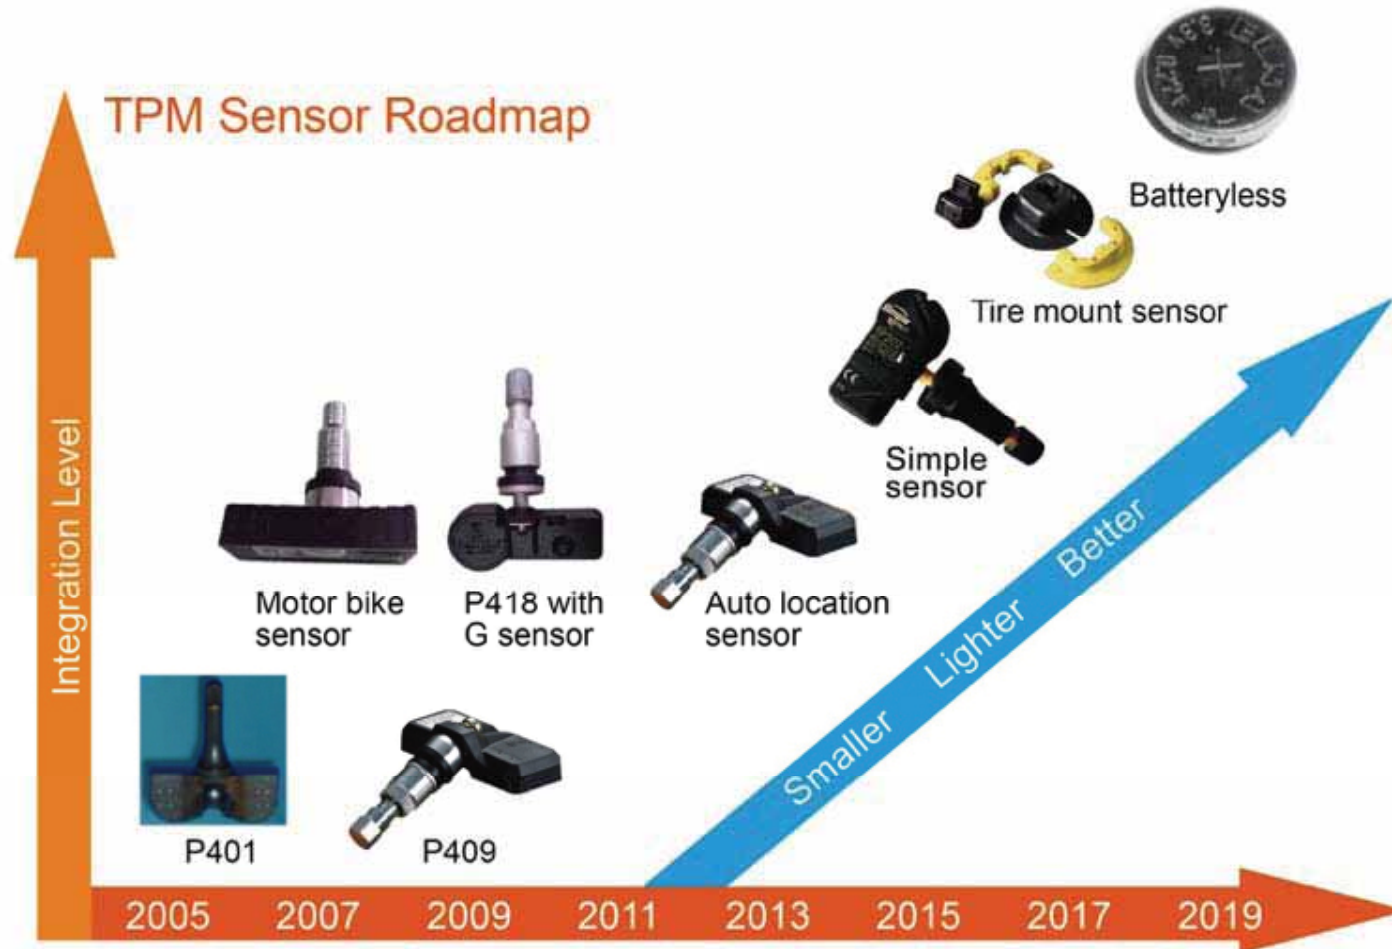 TPM Sensor Roadmap
Integration Level
Batteryless
Tire mount sensor
Simple
sensor
Motor bike
sensor
P418 with
G sensor
Auto location
sensor
P401
P409
Smaller Lighter Better
2005 2007 2009 2011 2013 2015 2017 2019